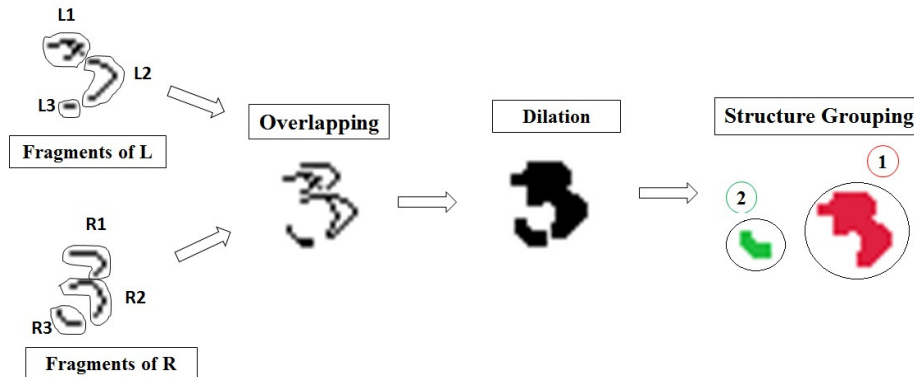 L1
L2
L3
Fragments of L
R1
R2
R3
Fragments of R
Overlapping
Dilation
Structure Grouping
1
2